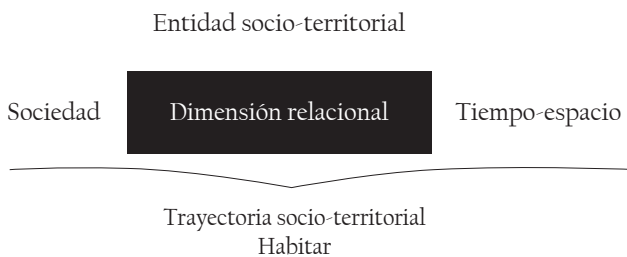 Entidad socio-territorial
Sociedad
Dimensión relacional
Tiempo-espacio
Trayectoria socio-territorial
Habitar